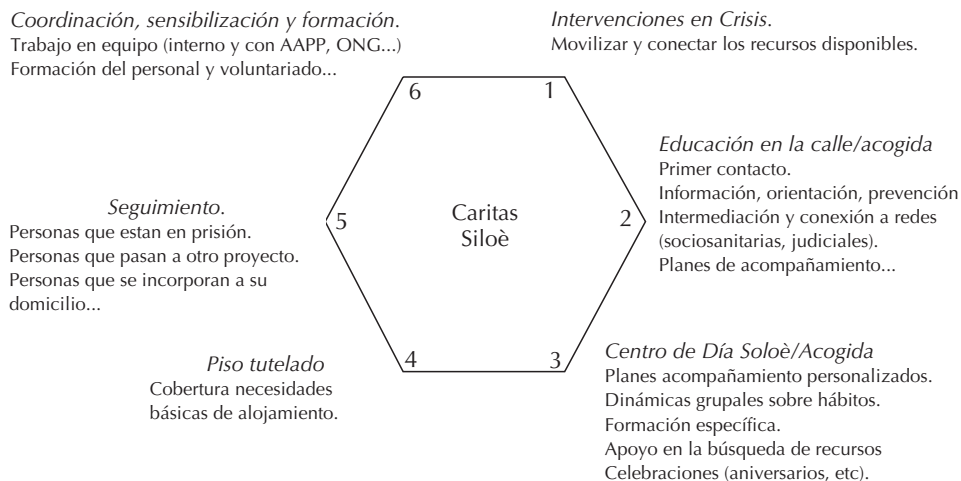 Coordinación, sensibilización y formación.
Trabajo en equipo (interno y con AAPP, ONG...)
Formación del personal y voluntariado...
6
Intervenciones en Crisis.
Movilizar y conectar los recursos disponibles.
1
Educación en la calle/acogida
Primer contacto.
Información, orientación, prevención
Intermediación y conexión a redes
(sociosanitarias, judiciales).
Planes de acompañamiento...
2
Caritas
Siloè
Seguimiento.
Personas que estan en prisión.
Personas que pasan a otro proyecto.
Personas que se incorporan a su
domicilio...
5
Piso tutelado
Cobertura necesidades
básicas de alojamiento.
4
3
Centro de Día Soloè/Acogida
Planes acompañamiento personalizados.
Dinámicas grupales sobre hábitos.
Formación específica.
Apoyo en la búsqueda de recursos
Celebraciones (aniversarios, etc).